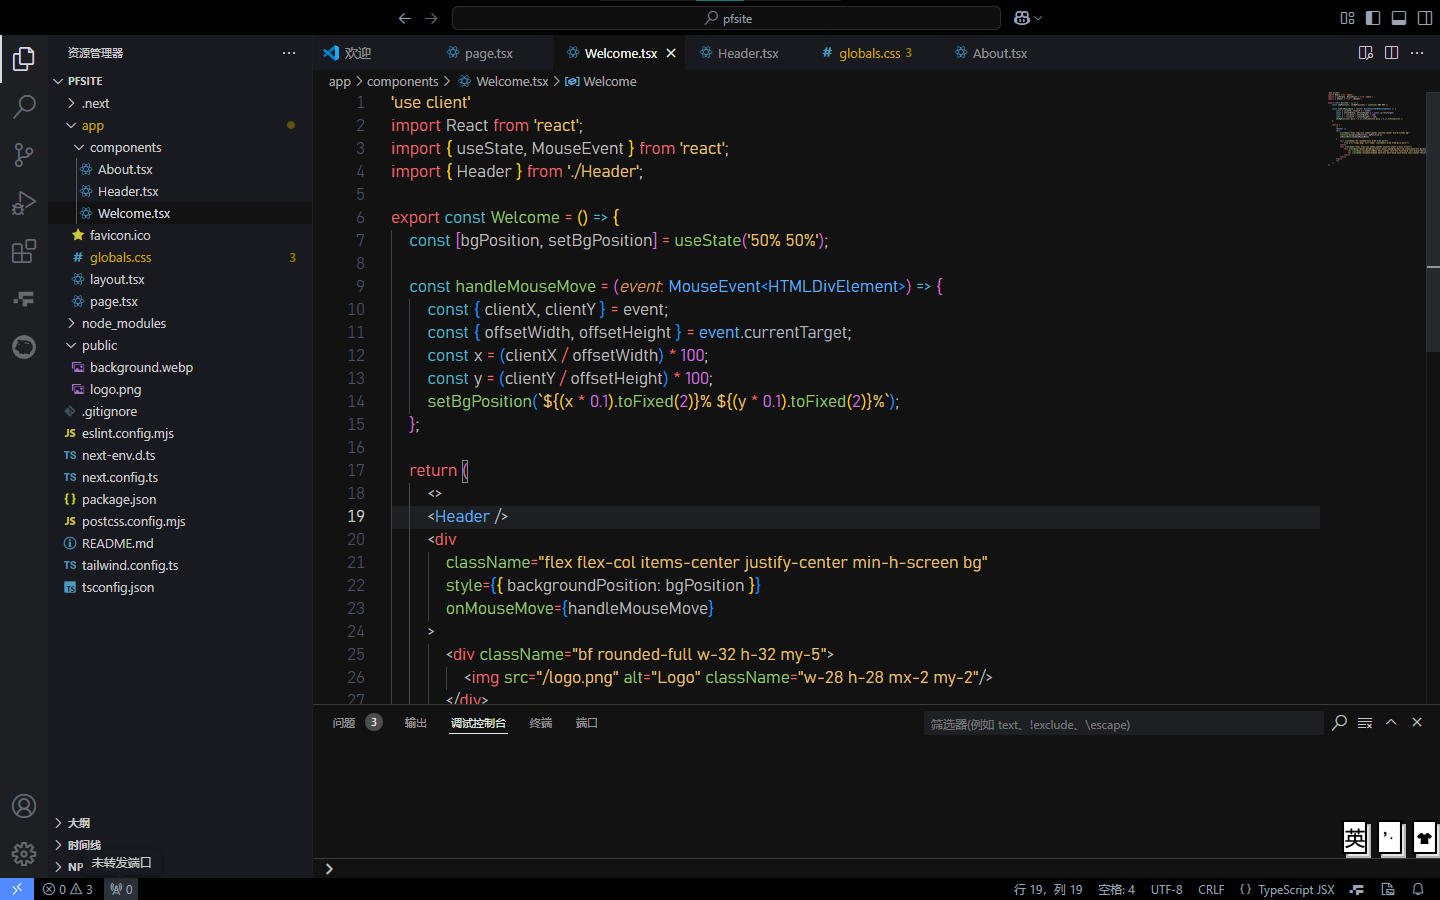 pfsite
资源管理器
PFSITE
.next
app
components
About.tsx
Header.tsx
Welcome.tsx
favicon.ico
globals.css 3
layout.tsx
page.tsx
node_modules
public
background.webp
logo.png
.gitignore
eslint.config.mjs
next-env.d.ts
next.config.ts
package.json
postcss.config.mjs
README.md
tailwind.config.ts
tsconfig.json
大纲
时间线
NP
未转发端口
欢迎 page.tsx Welcome.tsx Header.tsx globals.css 3 About.tsx
app components Welcome.tsx Welcome
1 'use client'
2 import React from 'react';
3 import { useState, MouseEvent } from 'react';
4 import { Header } from './Header';
5
6 export const Welcome = () => {
7 const [bgPosition, setBgPosition] = useState('50% 50%');
8
9 const handleMouseMove = (event: MouseEvent<HTMLDivElement>) => {
10 const { clientX, clientY } = event;
11 const { offsetWidth, offsetHeight } = event.currentTarget;
12 const x = (clientX / offsetWidth) * 100;
13 const y = (clientY / offsetHeight) * 100;
14 setBgPosition(`${(x * 0.1).toFixed(2)}% ${(y * 0.1).toFixed(2)}%`);
15 };
16
17 return (
18 <>
19 <Header />
20 <div
21 className="flex flex-col items-center justify-center min-h-screen bg"
22 style={{ backgroundPosition: bgPosition }}
23 onMouseMove={handleMouseMove}
24 >
25 <div className="bf rounded-full w-32 h-32 my-5">
26 <img src="/logo.png" alt="Logo" className="w-28 h-28 mx-2 my-2"/>
27 </div>
问题 3 输出 调试控制台 终端 端口 筛选器(例如 text、!exclude、\escape)
英
0 3 0 行 19，列 19 空格: 4 UTF-8 CRLF { } TypeScript JSX